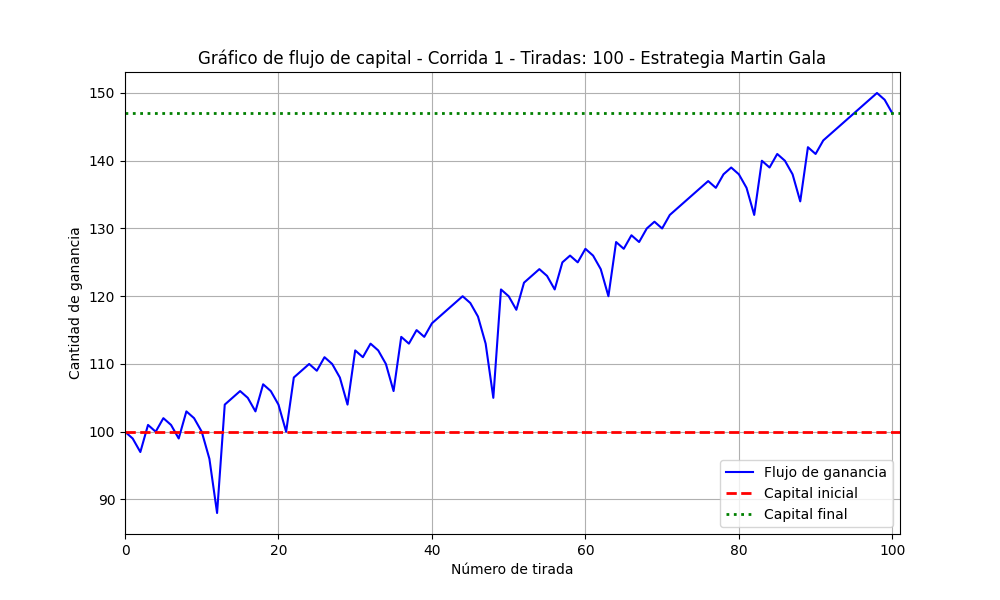 Gráfico de flujo de capital - Corrida 1 - Tiradas: 100 - Estrategia Martin Gala
Cantidad de ganancia
150
140
130
120
110
100
90
0
20
40
60
80
100
Número de tirada
Flujo de ganancia
Capital inicial
Capital final